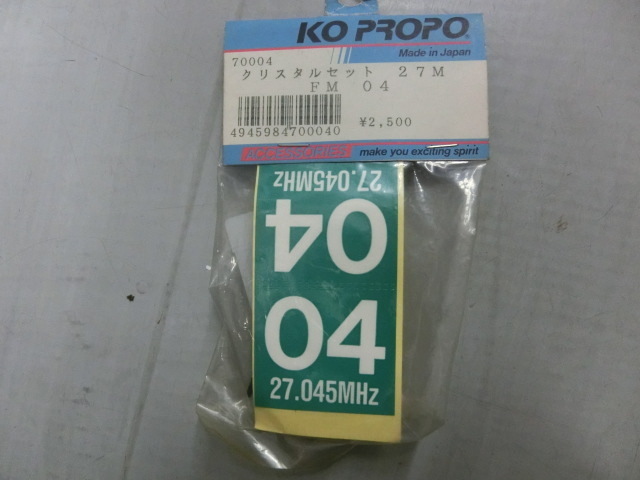 KO PROPO
Made in Japan
70004
クリスタルセット 27M
FM 04
4945984700040
¥2,500
ACCESSORIES
make you exciting spirit
27.045MHz
04
04
27.045MHz